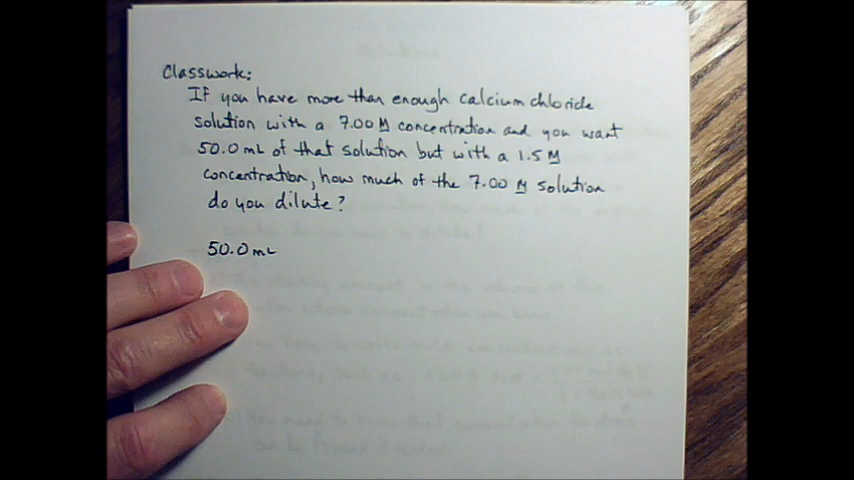 Classwork:
If you have more than enough calcium chloride
solution with a 7.00 M concentration and you want
50.0 mL of that solution but with a 1.5 M
concentration, how much of the 7.00 M solution
do you dilute?
50.0 mL